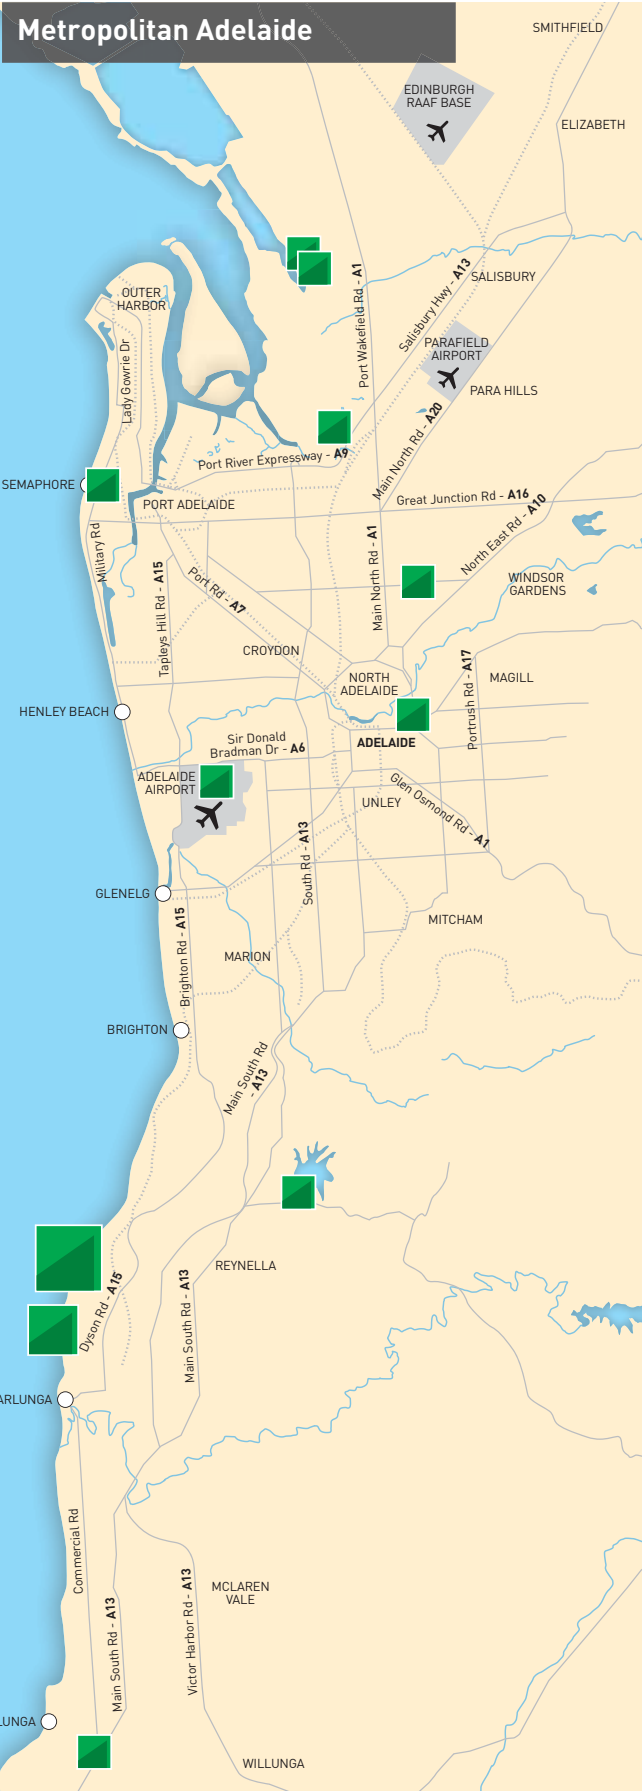 Metropolitan Adelaide
SMITHFIELD
EDINBURGH
RAAF BASE
ELIZABETH
Port Wakefield Rd - A1
Salisbury Hwy - A13
SALISBURY
OUTER
HARBOR
Lady Gowrie Dr
PARAFIELD
AIRPORT
PARA HILLS
Main North Rd - A20
Port River Expressway - A9
SEMAPHORE
PORT ADELAIDE
Great Junction Rd - A16
North East Rd - A10
Military Rd
Tapleys Hill Rd - A15
Port Rd - A7
Main North Rd - A1
WINDSOR
GARDENS
CROYDON
NORTH
ADELAIDE
Portrush Rd - A17
MAGILL
HENLEY BEACH
Sir Donald
Bradman Dr - A6
ADELAIDE
ADELAIDE
AIRPORT
UNLEY
Glen Osmond Rd - A1
South Rd - A13
GLENELG
MITCHAM
Brighton Rd - A15
MARION
BRIGHTON
Main South Rd
- A13
REYNELLA
Dyson Rd - A15
Main South Rd - A13
ARLUNGA
Commercial Rd
Main South Rd - A13
Victor Harbor Rd - A13
MCLAREN
VALE
LUNGA
WILLUNGA